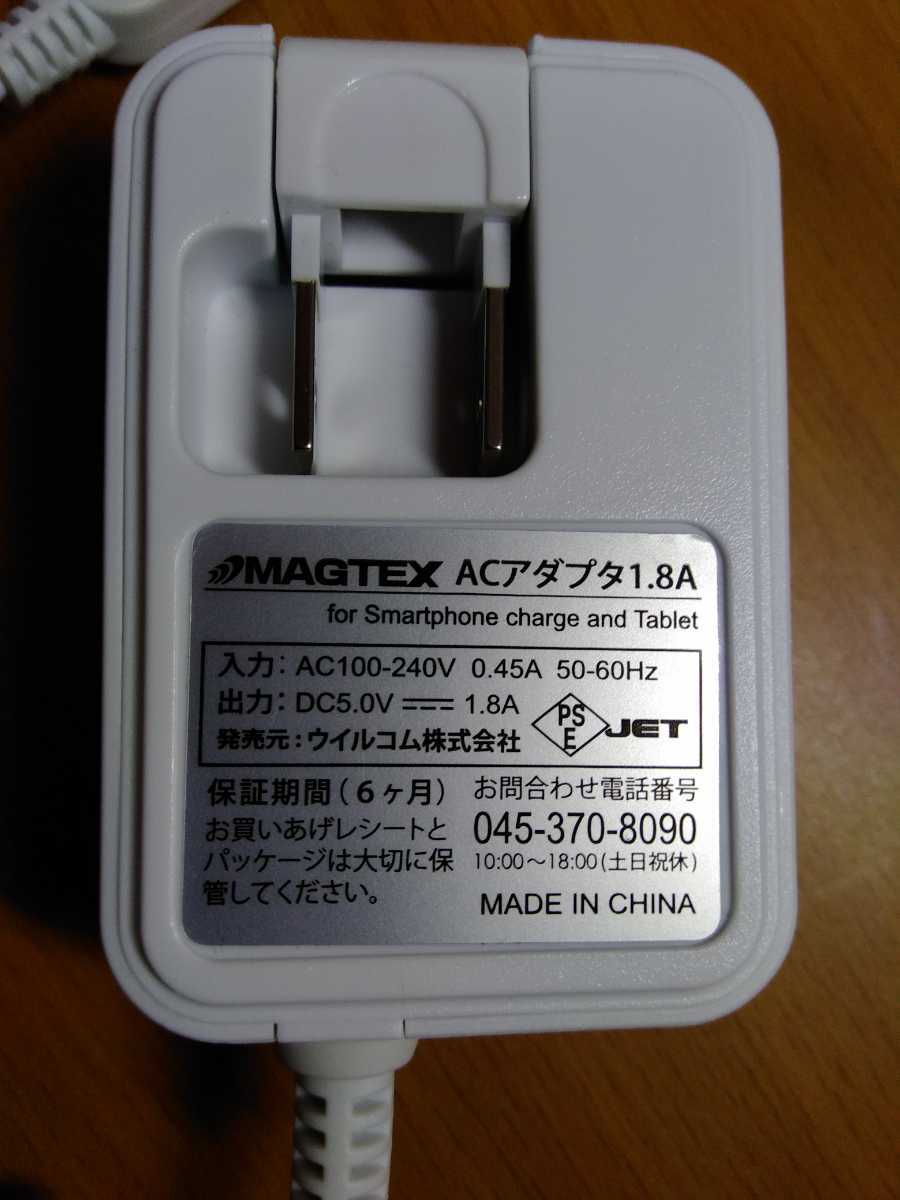 MAGTEX ACアダプタ1.8A
for Smartphone charge and Tablet
入力: AC100-240V 0.45A 50-60Hz
出力: DC5.0V ⎓ 1.8A
発売元:ウイルコム株式会社
PS
E
JET
保証期間(6ヶ月)
お買いあげレシートと
パッケージは大切に保
管してください。
お問合わせ電話番号
045-370-8090
10:00〜18:00(土日祝休)
MADE IN CHINA